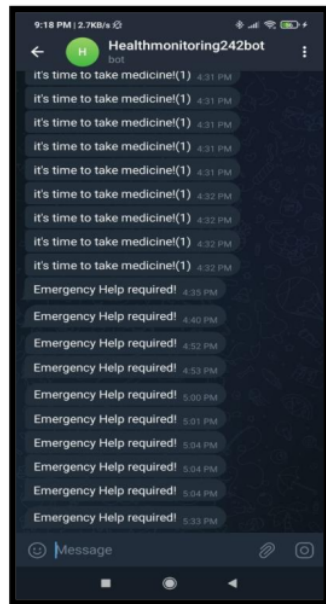 9:18 PM | 2.7KB/s
H
Healthmonitoring242bot
bot
it's time to take medicine!(1) 4:31 PM
it's time to take medicine!(1) 4:31 PM
it's time to take medicine!(1) 4:31 PM
it's time to take medicine!(1) 4:31 PM
it's time to take medicine!(1) 4:31 PM
it's time to take medicine!(1) 4:32 PM
it's time to take medicine!(1) 4:32 PM
it's time to take medicine!(1) 4:32 PM
it's time to take medicine!(1) 4:32 PM
Emergency Help required! 4:35 PM
Emergency Help required! 4:40 PM
Emergency Help required! 4:52 PM
Emergency Help required! 4:53 PM
Emergency Help required! 5:00 PM
Emergency Help required! 5:01 PM
Emergency Help required! 5:04 PM
Emergency Help required! 5:04 PM
Emergency Help required! 5:04 PM
Emergency Help required! 5:33 PM
Message